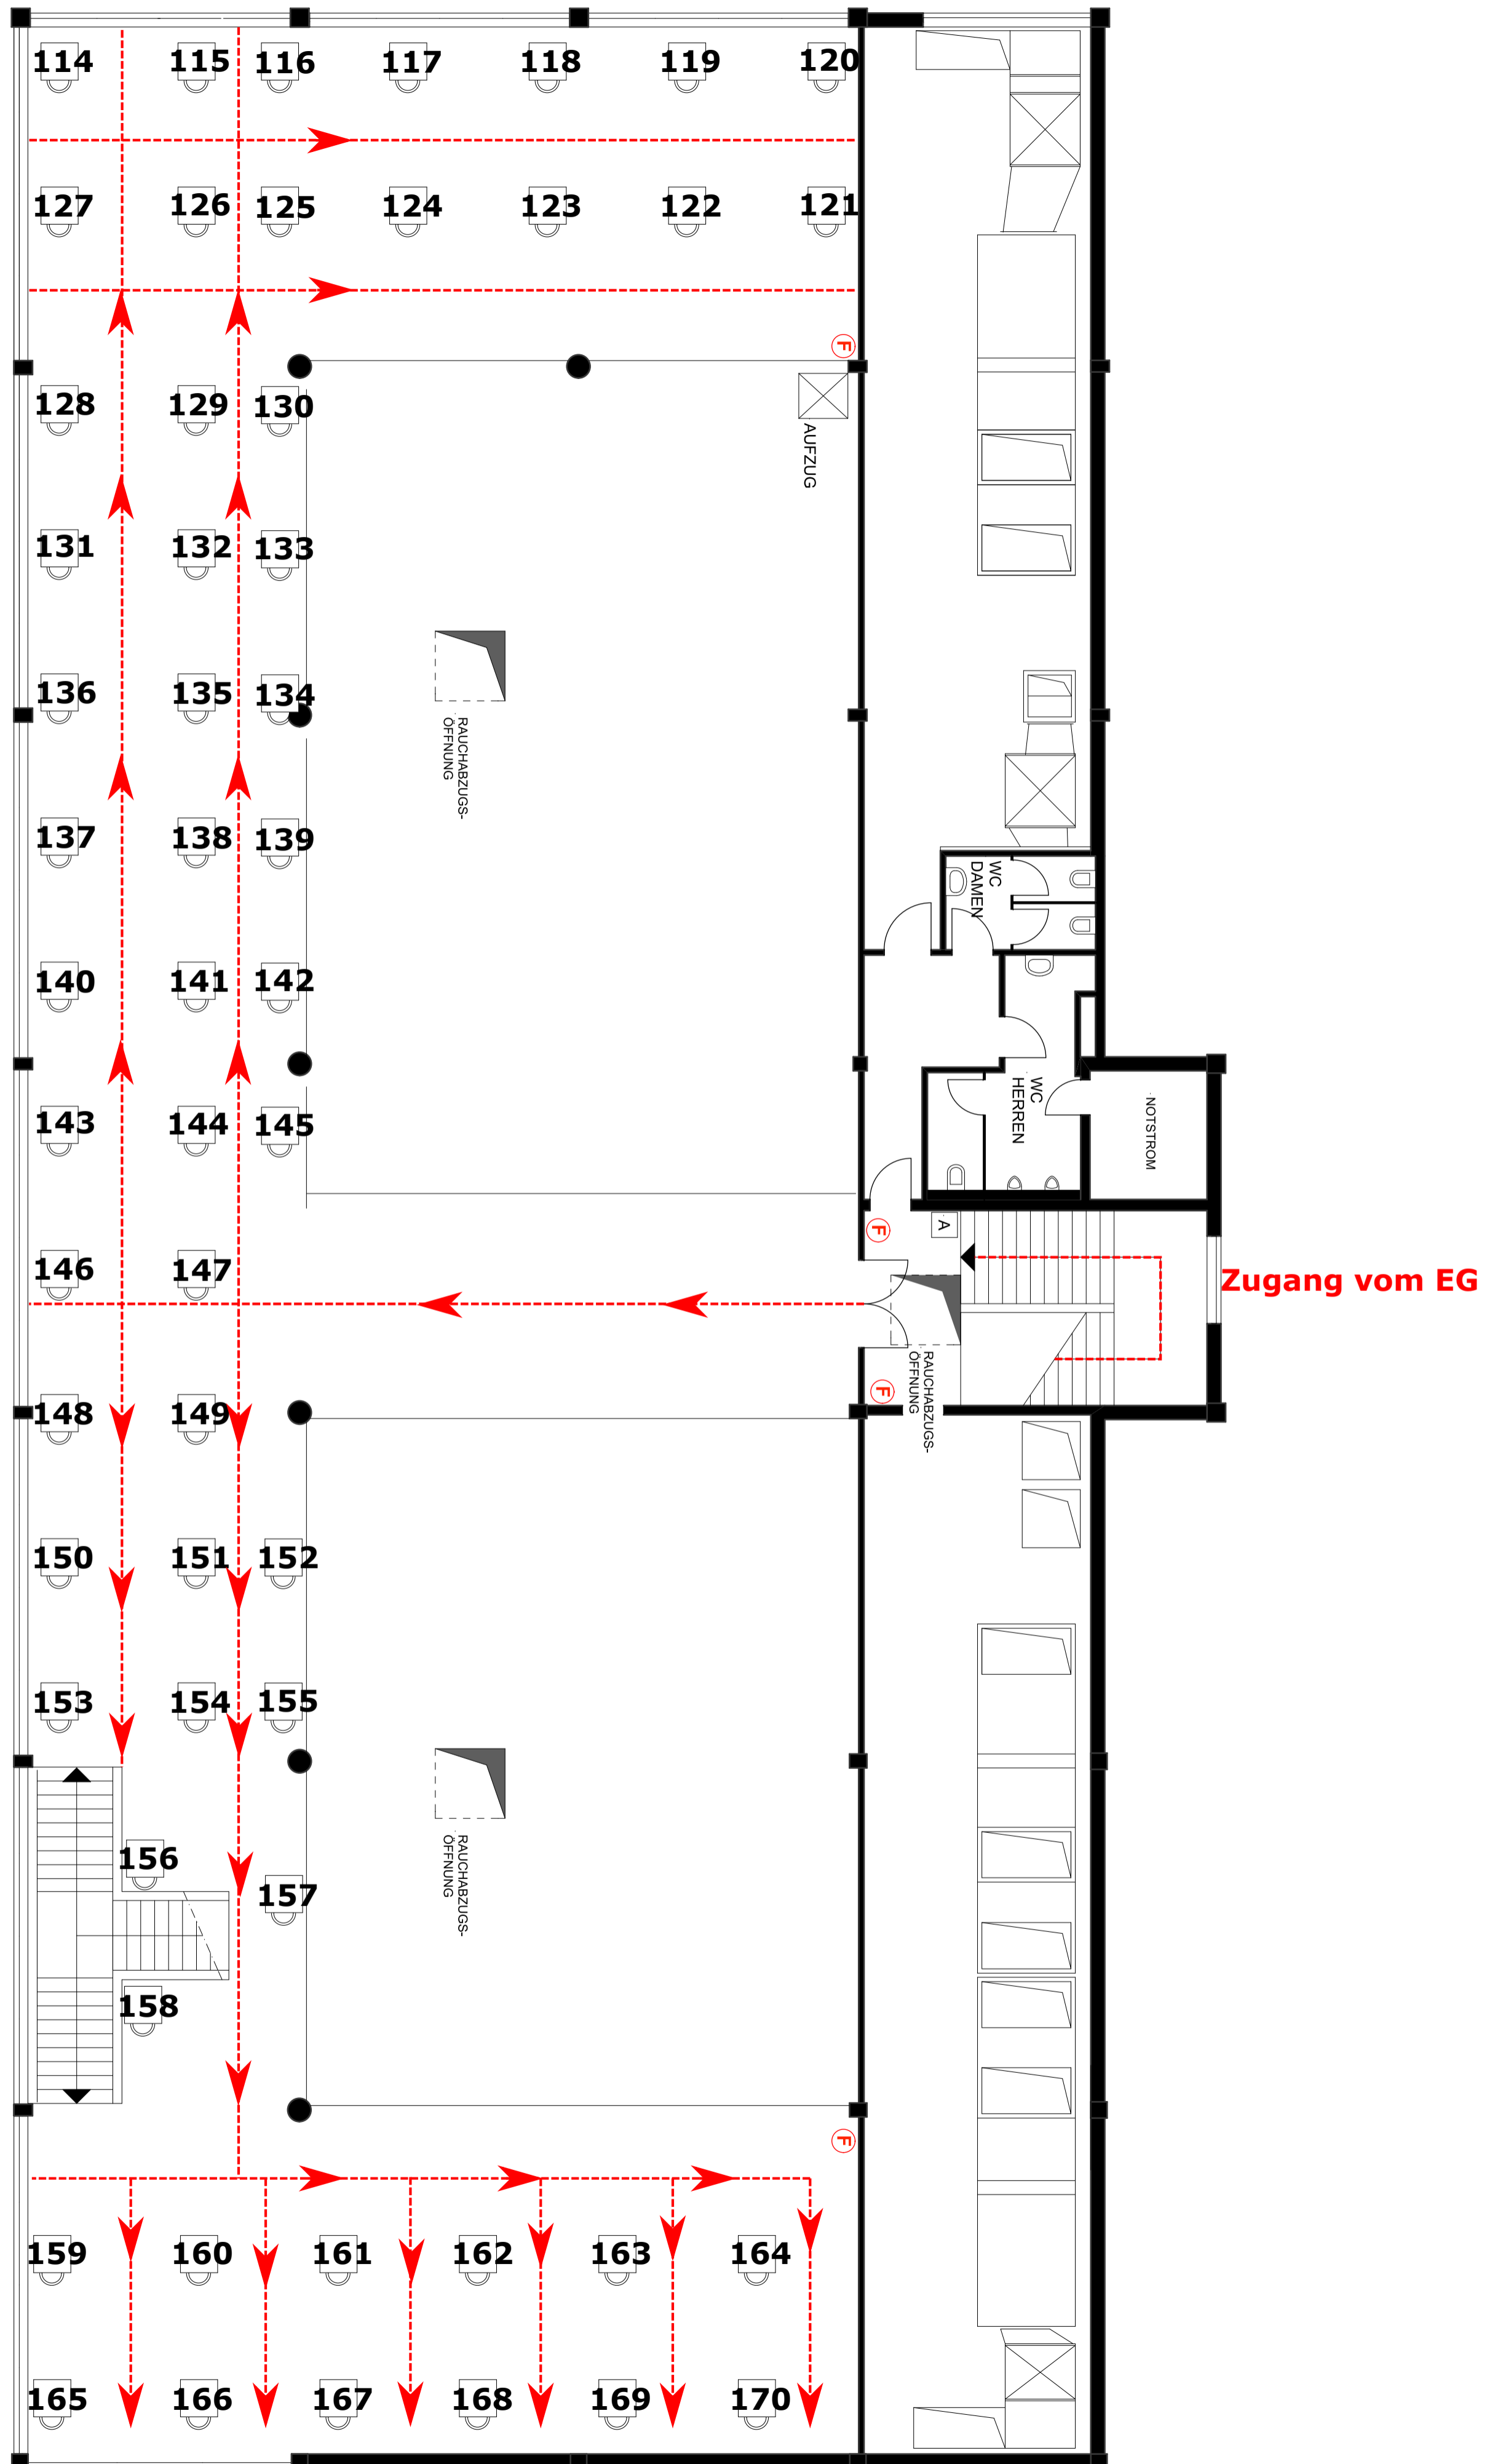 114 115 116 117 118 119 120
127 126 125 124 123 122 121
F
128 129 130
AUFZUG
131 132 133
136 135 134
RAUCHABZUGS-
ÖFFNUNG
137 138 139
WC
DAMEN
140 141 142
WC
HERREN
NOTSTROM
143 144 145
F
A
146 147
Zugang vom EG
RAUCHABZUGS-
ÖFFNUNG
F
148 149
150 151 152
153 154 155
RAUCHABZUGS-
ÖFFNUNG
156
157
158
F
159 160 161 162 163 164
165 166 167 168 169 170